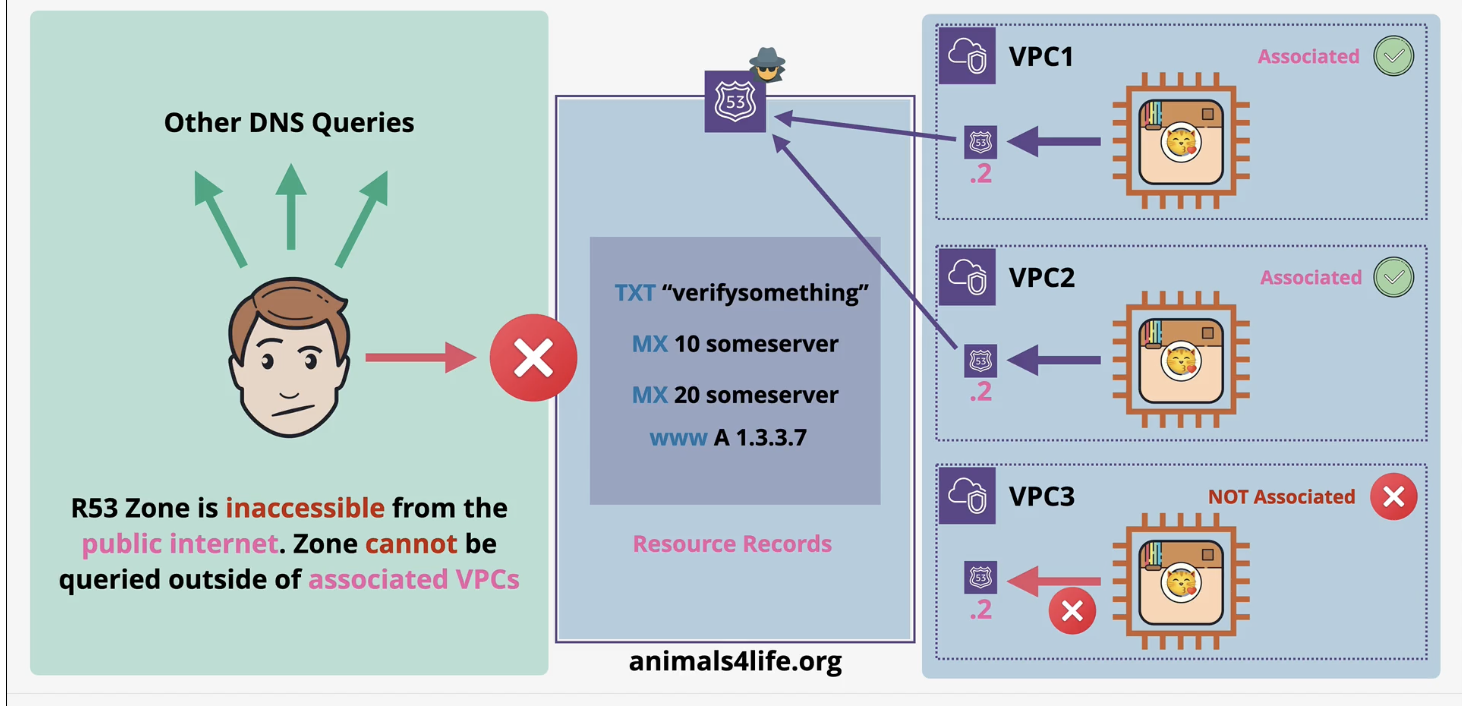 Other DNS Queries
R53 Zone is inaccessible from the
public internet. Zone cannot be
queried outside of associated VPCs
53
TXT “verifysomething”
MX 10 someserver
MX 20 someserver
www A 1.3.3.7
Resource Records
animals4life.org
VPC1
Associated
53
.2
VPC2
Associated
53
.2
VPC3
NOT Associated
53
.2